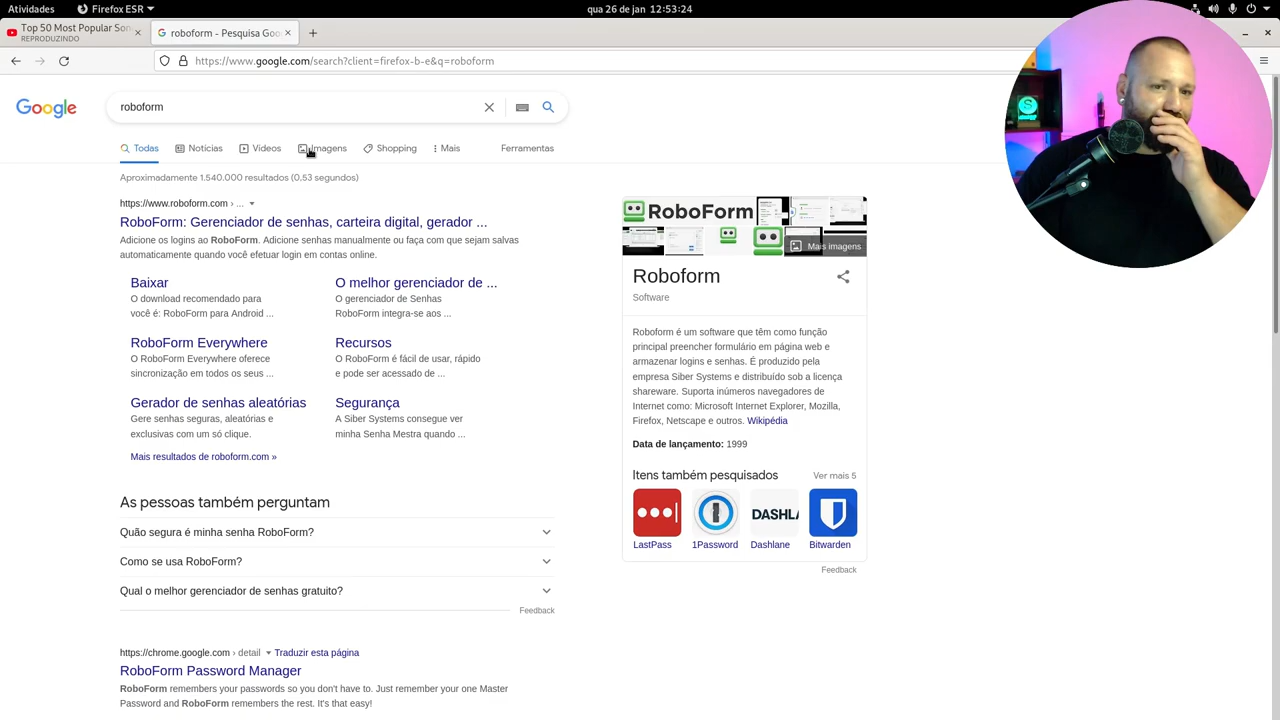 Atividades
Firefox ESR
qua 26 de jan 12:53:24
Top 50 Most Popular Son
REPRODUZINDO
roboform - Pesquisa Goo
https://www.google.com/search?client=firefox-b-e&q=roboform
Google
roboform
Todas
Notícias
Vídeos
Imagens
Shopping
Mais
Ferramentas
Aproximadamente 1.540.000 resultados (0,53 segundos)
https://www.roboform.com › ...
RoboForm: Gerenciador de senhas, carteira digital, gerador ...
Adicione os logins ao RoboForm. Adicione senhas manualmente ou faça com que sejam salvas
automaticamente quando você efetuar login em contas online.
Baixar
O download recomendado para
você é: RoboForm para Android ...
O melhor gerenciador de ...
O gerenciador de Senhas
RoboForm integra-se aos ...
RoboForm Everywhere
O RoboForm Everywhere oferece
sincronização em todos os seus ...
Recursos
O RoboForm é fácil de usar, rápido
e pode ser acessado de ...
Gerador de senhas aleatórias
Gere senhas seguras, aleatórias e
exclusivas com um só clique.
Segurança
A Siber Systems consegue ver
minha Senha Mestra quando ...
Mais resultados de roboform.com »
As pessoas também perguntam
Quão segura é minha senha RoboForm?
Como se usa RoboForm?
Qual o melhor gerenciador de senhas gratuito?
Feedback
https://chrome.google.com › detail
Traduzir esta página
RoboForm Password Manager
RoboForm remembers your passwords so you don't have to. Just remember your one Master
Password and RoboForm remembers the rest. It's that easy!
RoboForm
Mais imagens
Roboform
Software
Roboform é um software que têm como função
principal preencher formulário em página web e
armazenar logins e senhas. É produzido pela
empresa Siber Systems e distribuído sob a licença
shareware. Suporta inúmeros navegadores de
Internet como: Microsoft Internet Explorer, Mozilla,
Firefox, Netscape e outros. Wikipédia
Data de lançamento: 1999
Itens também pesquisados
Ver mais 5
DASHL
LastPass
1Password
Dashlane
Bitwarden
Feedback